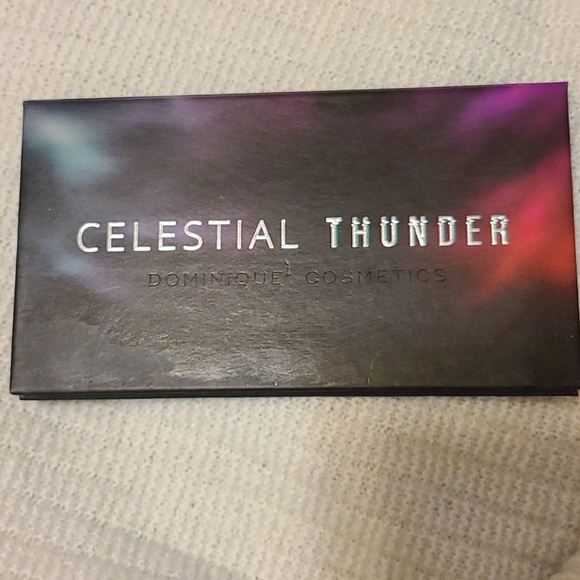 CELESTIAL THUNDER
DOMINIQUE COSMETICS